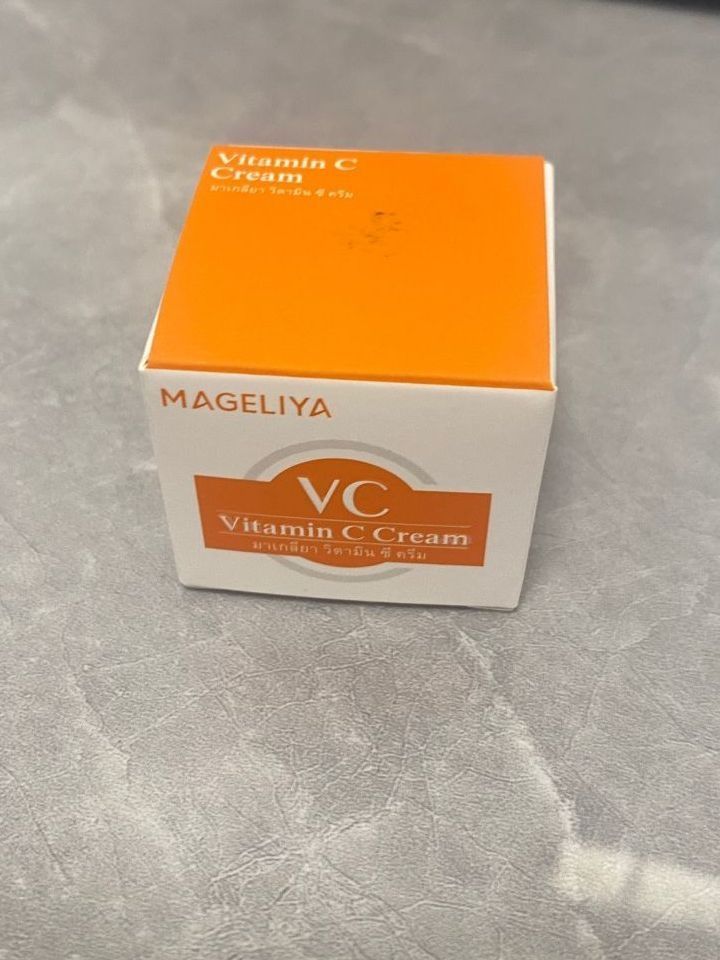 Vitamin C
Cream
มาเกลียา วิตามิน ซี ครีม
MAGELIYA
VC
Vitamin C Cream
มาเกลียา วิตามิน ซี ครีม